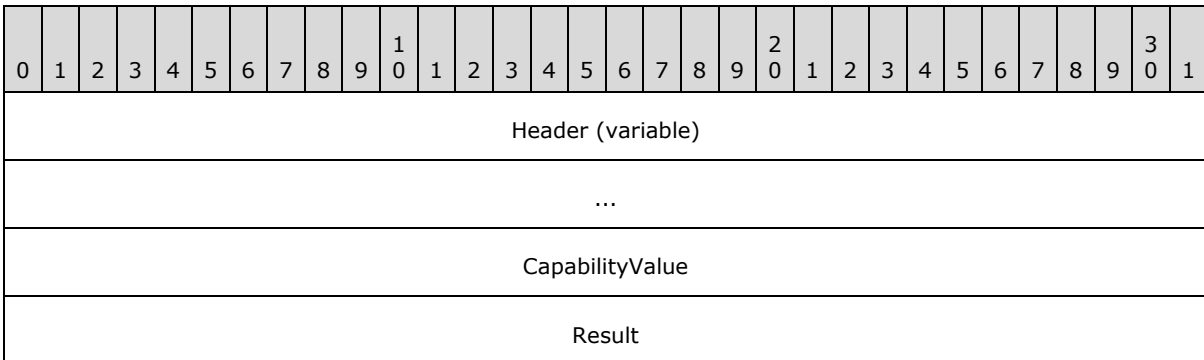 0 1 2 3 4 5 6 7 8 9 1 0 1 2 3 4 5 6 7 8 9 2 0 1 2 3 4 5 6 7 8 9 3 0 1
Header (variable)
...
CapabilityValue
Result